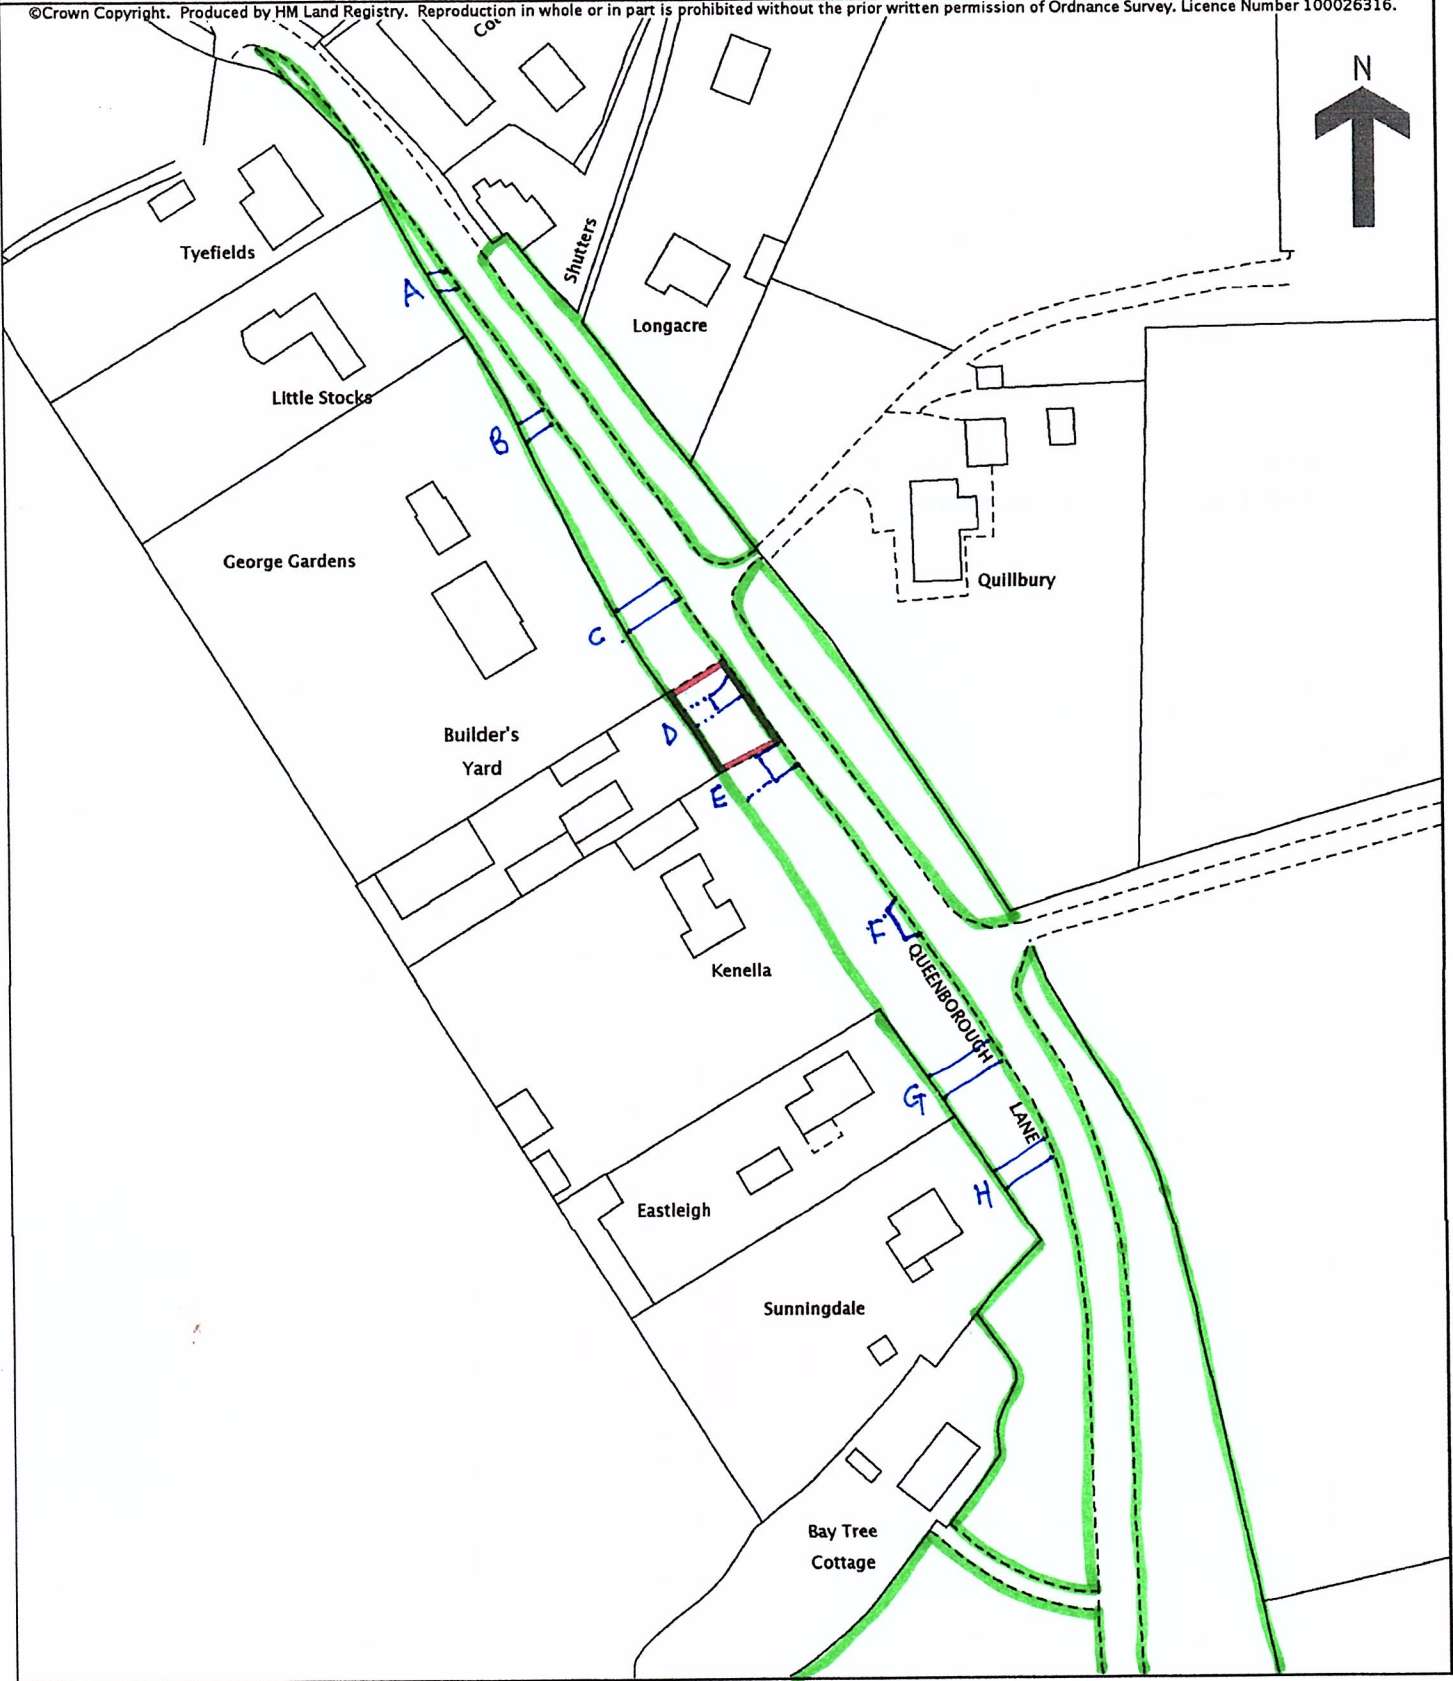 ©Crown Copyright. Produced by HM Land Registry. Reproduction in whole or in part is prohibited without the prior written permission of Ordnance Survey. Licence Number 100026316.
N
Shutters
Tyefields
A
Longacre
Little Stocks
B
George Gardens
Quillbury
C
Builder's
Yard
D
E
F
Kenella
QUEENBOROUGH
LANE
G
H
Eastleigh
Sunningdale
Bay Tree
Cottage